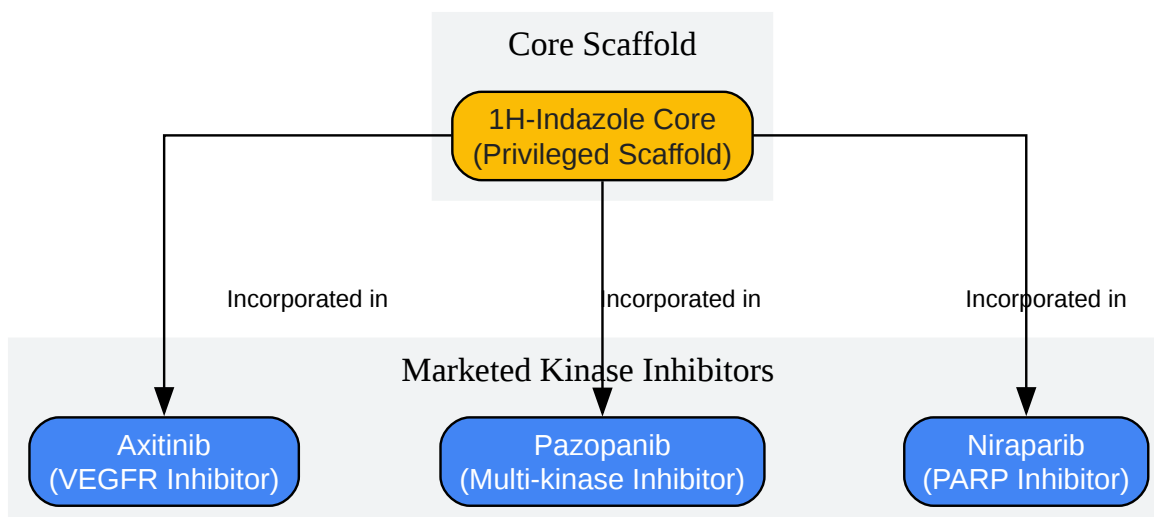 Core Scaffold
1H-Indazole Core
(Privileged Scaffold)
Incorporated in
Incorporated in
Incorporated in
Marketed Kinase Inhibitors
Axitinib
(VEGFR Inhibitor)
Pazopanib
(Multi-kinase Inhibitor)
Niraparib
(PARP Inhibitor)